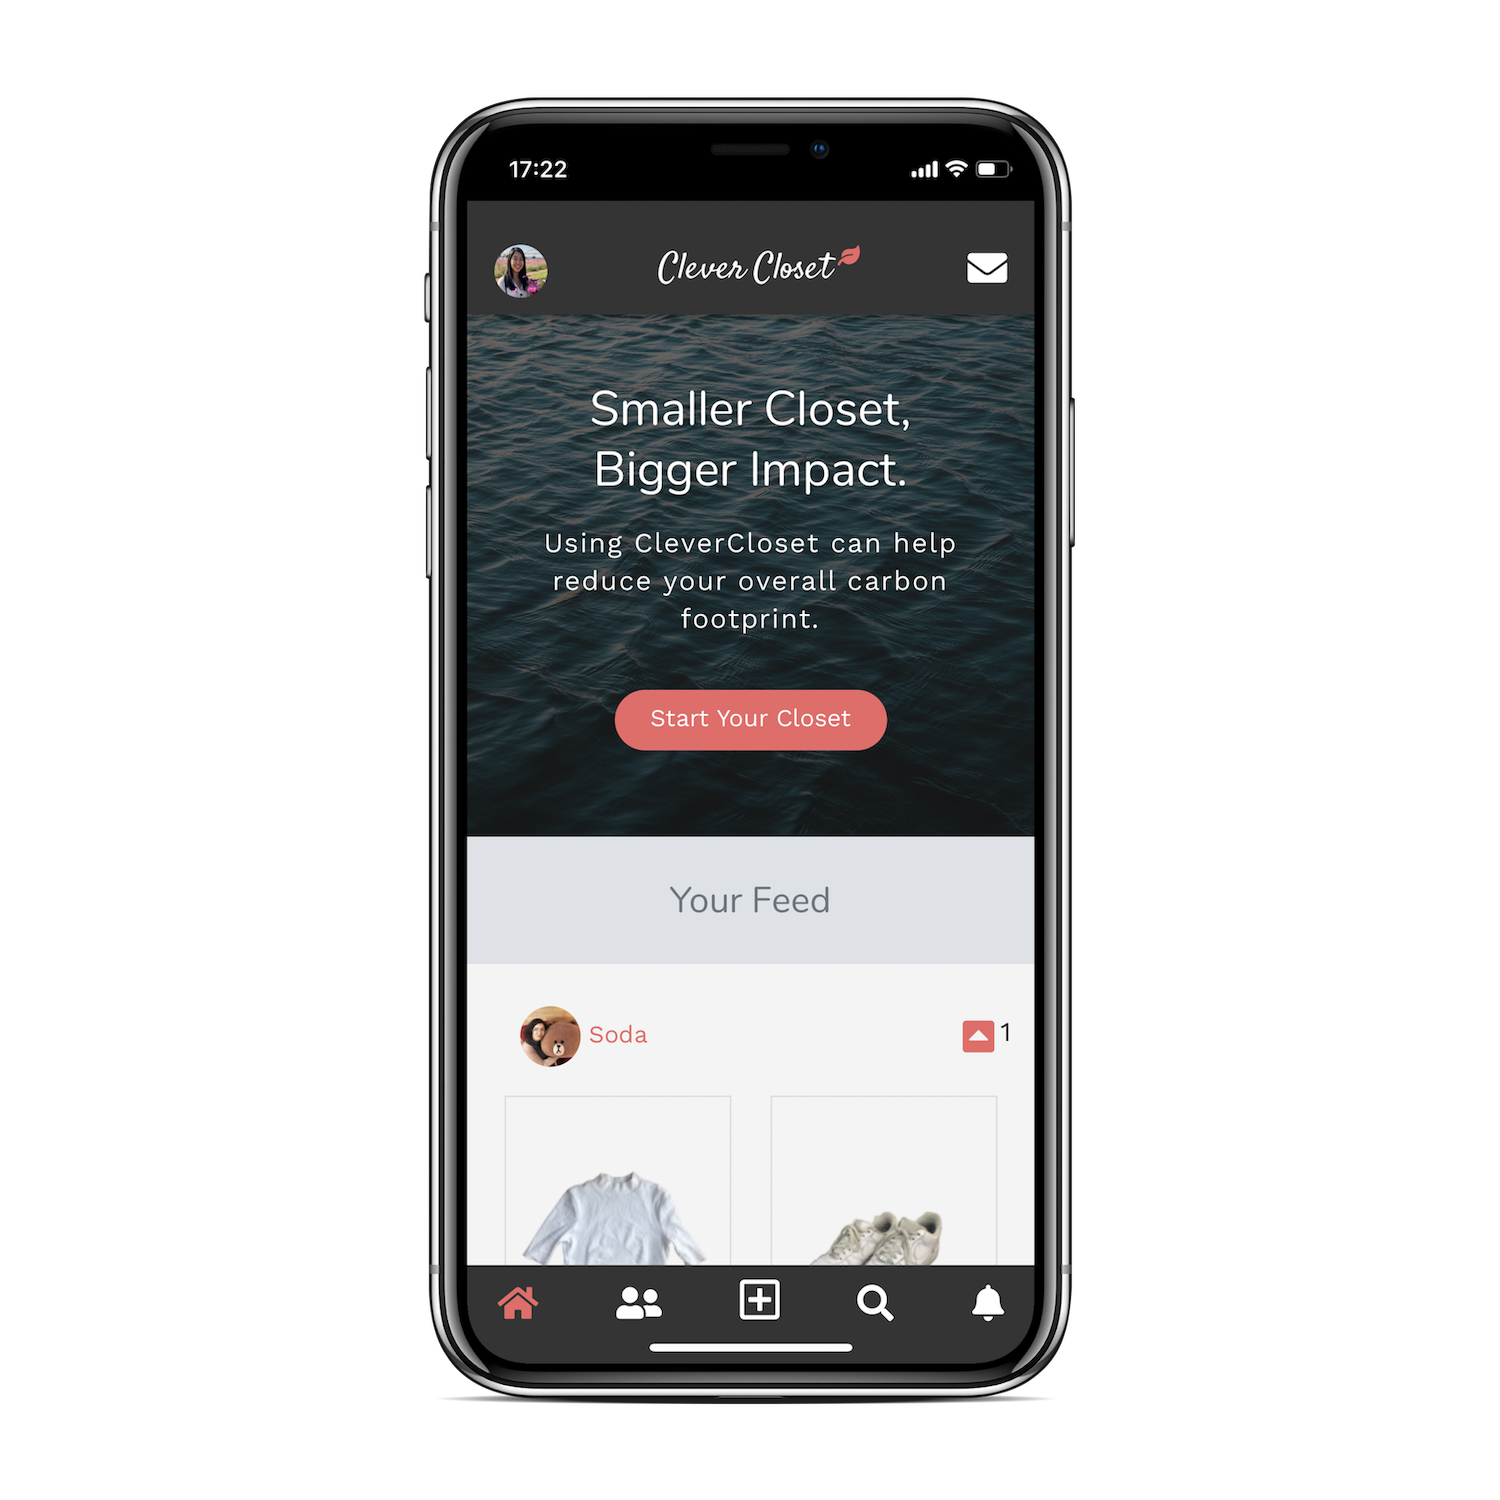 17:22
Clever Closet
Smaller Closet,
Bigger Impact.
Using CleverCloset can help
reduce your overall carbon
footprint.
Start Your Closet
Your Feed
Soda
1